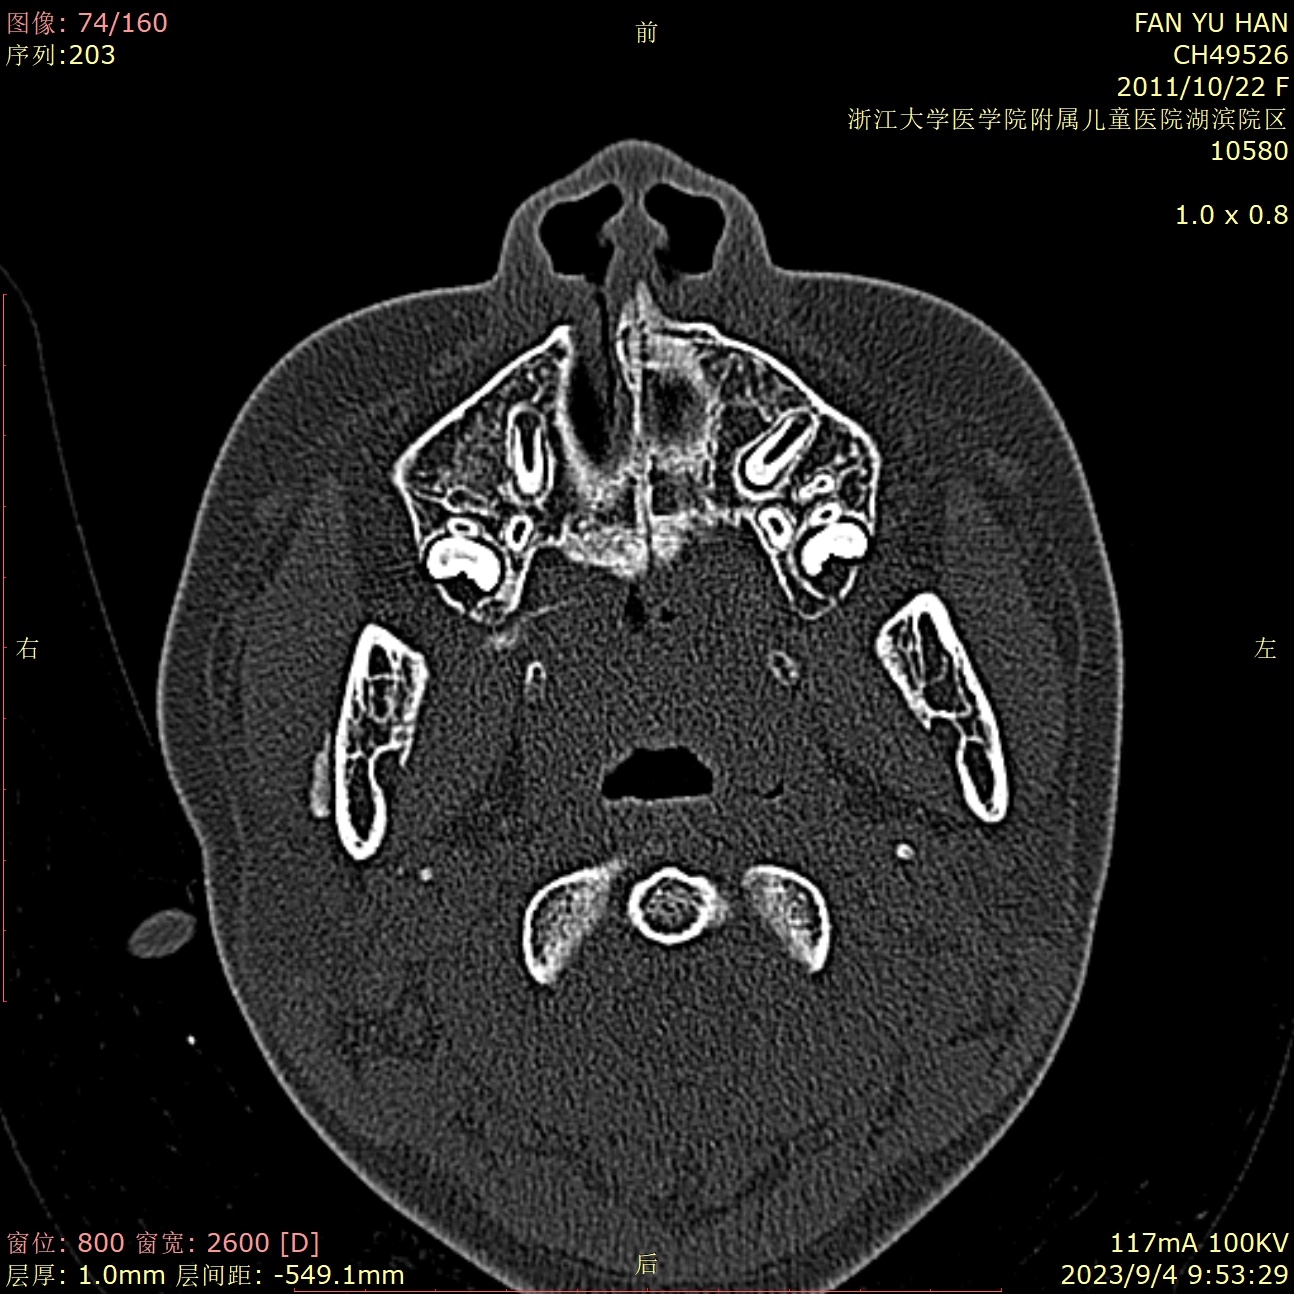 图像: 74/160
序列:203
前
FAN YU HAN
CH49526
2011/10/22 F
浙江大学医学院附属儿童医院湖滨院区
10580
1.0 x 0.8
右
左
窗位: 800 窗宽: 2600 [D]
层厚: 1.0mm 层间距: -549.1mm
后
117mA 100KV
2023/9/4 9:53:29